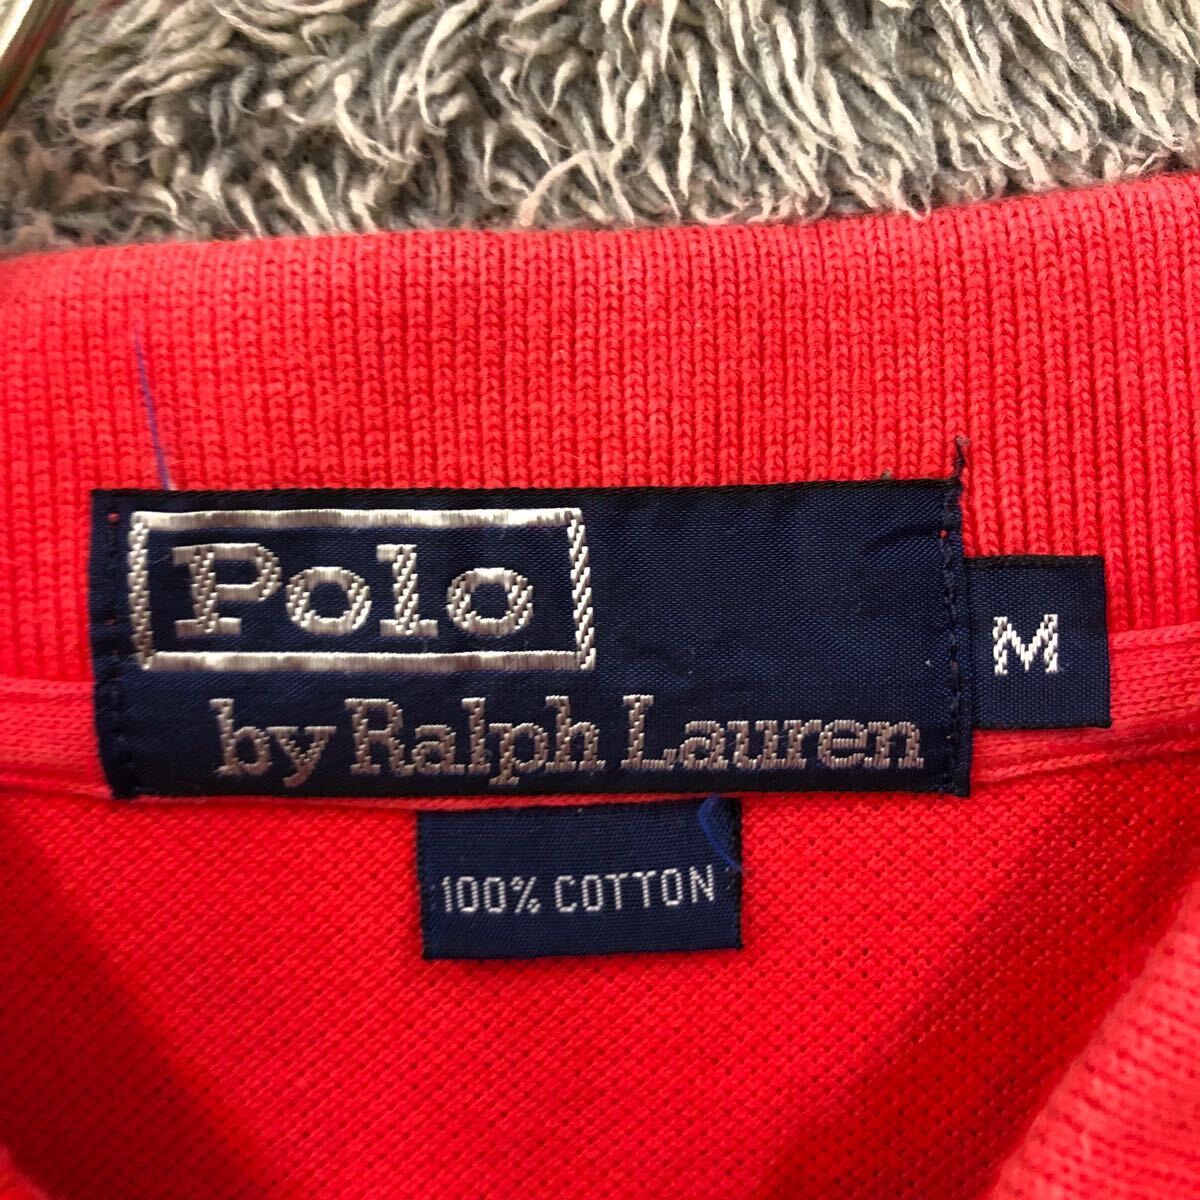 Polo
by Ralph Lauren
M
100% COTTON